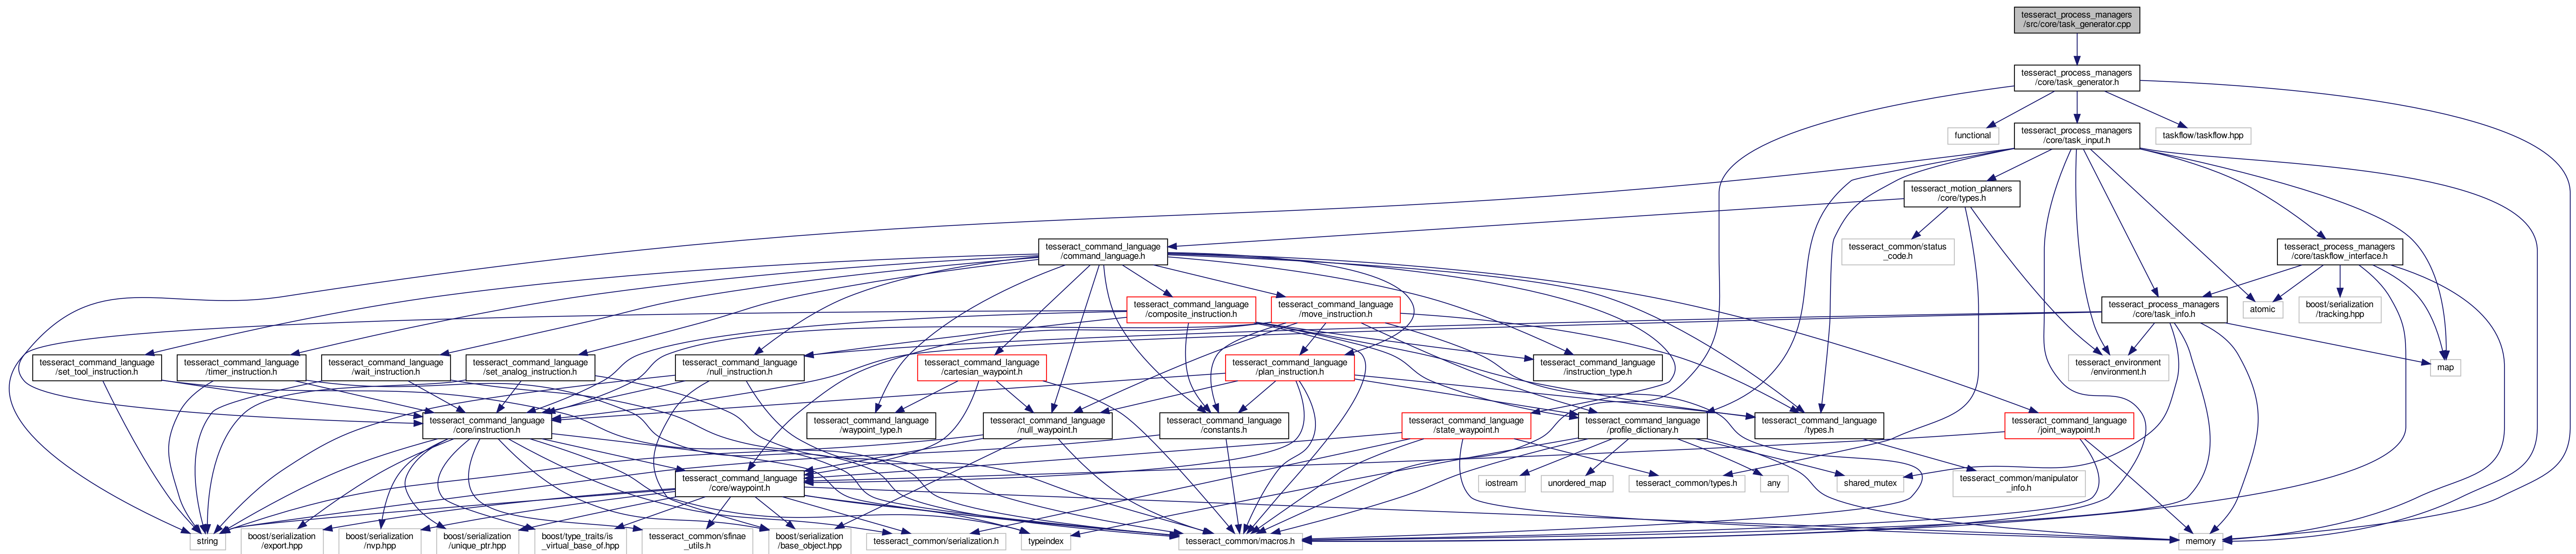 tesseract_process_managers
/src/core/task_generator.cpp
tesseract_process_managers
/core/task_generator.h
functional
tesseract_process_managers
/core/task_input.h
taskflow/taskflow.hpp
tesseract_motion_planners
/core/types.h
tesseract_command_language
/command_language.h
tesseract_common/status
_code.h
tesseract_process_managers
/core/taskflow_interface.h
tesseract_command_language
/composite_instruction.h
tesseract_command_language
/move_instruction.h
tesseract_process_managers
/core/task_info.h
atomic
boost/serialization
/tracking.hpp
tesseract_command_language
/set_tool_instruction.h
tesseract_command_language
/timer_instruction.h
tesseract_command_language
/wait_instruction.h
tesseract_command_language
/set_analog_instruction.h
tesseract_command_language
/null_instruction.h
tesseract_command_language
/cartesian_waypoint.h
tesseract_command_language
/plan_instruction.h
tesseract_command_language
/instruction_type.h
tesseract_environment
/environment.h
map
tesseract_command_language
/core/instruction.h
tesseract_command_language
/waypoint_type.h
tesseract_command_language
/null_waypoint.h
tesseract_command_language
/constants.h
tesseract_command_language
/state_waypoint.h
tesseract_command_language
/profile_dictionary.h
tesseract_command_language
/types.h
tesseract_command_language
/joint_waypoint.h
tesseract_command_language
/core/waypoint.h
iostream
unordered_map
tesseract_common/types.h
any
shared_mutex
tesseract_common/manipulator
_info.h
string
boost/serialization
/export.hpp
boost/serialization
/nvp.hpp
boost/serialization
/unique_ptr.hpp
boost/type_traits/is
_virtual_base_of.hpp
tesseract_common/sfinae
_utils.h
boost/serialization
/base_object.hpp
tesseract_common/serialization.h
typeindex
tesseract_common/macros.h
memory